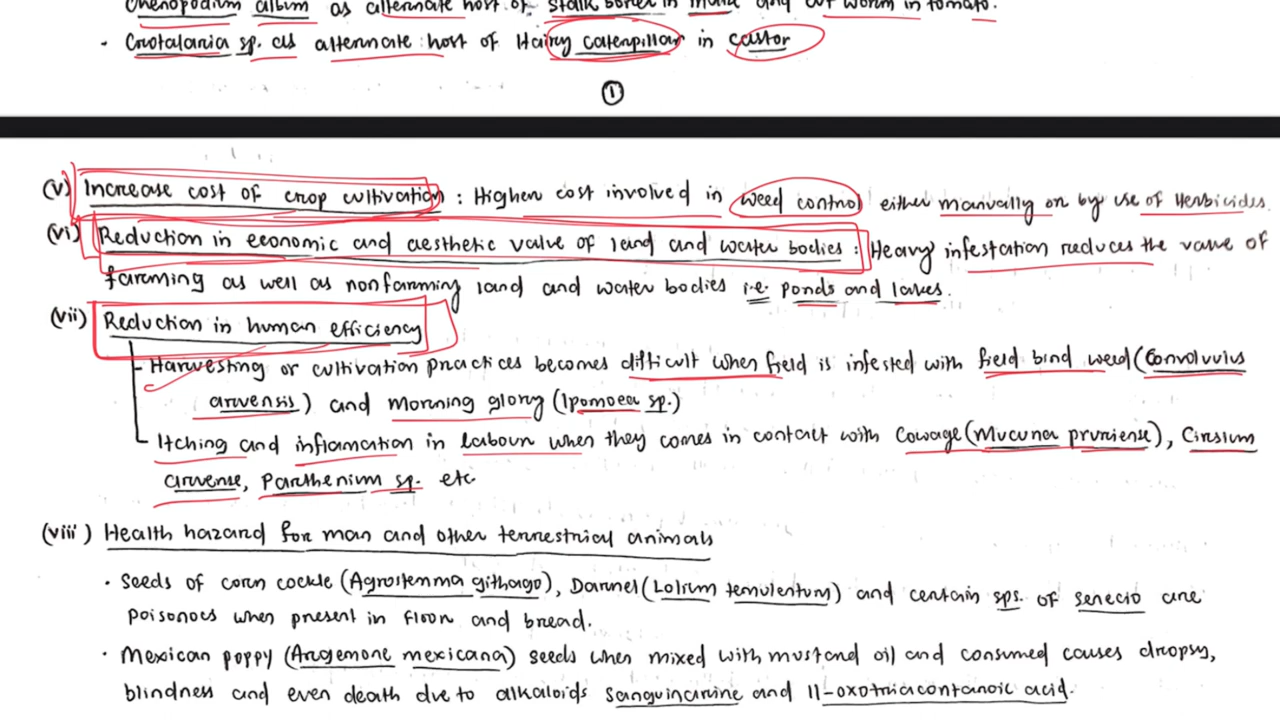 Chenopodium album as alternate host of stalk borer in maize and cut worm in tomato.
· Crotalaria sp. as alternate host of Hairy caterpillar in castor
1
(v) Increase cost of crop cultivation : Higher cost involved in weed control either manually or by use of Herbicides.
(vi) Reduction in economic and aesthetic value of land and water bodies : Heavy infestation reduces the value of
farming as well as nonfarming land and water bodies i.e. ponds and lakes.
(vii) Reduction in human efficiency
Harvesting or cultivation practices becomes difficult when field is infested with field bind weed (Convolvulus
arvensis) and Morning glory (Ipomoea sp.)
Itching and inflamation in labour when they comes in contact with Cowage (Mucuna pruriense), Cirsium
arvense, Parthenium sp. etc
(viii) Health hazard for man and other terrestrial animals
· Seeds of corn cockle (Agrostemma githago), Darnel (Lolium temulentum) and certain sps. of senecio are
poisonous when present in floor and bread.
· Mexican poppy (Argemone mexicana) seeds when mixed with mustard oil and consumed causes dropsy,
blindness and even death due to alkaloids sanguinarine and 11-oxotriacontanoic acid.